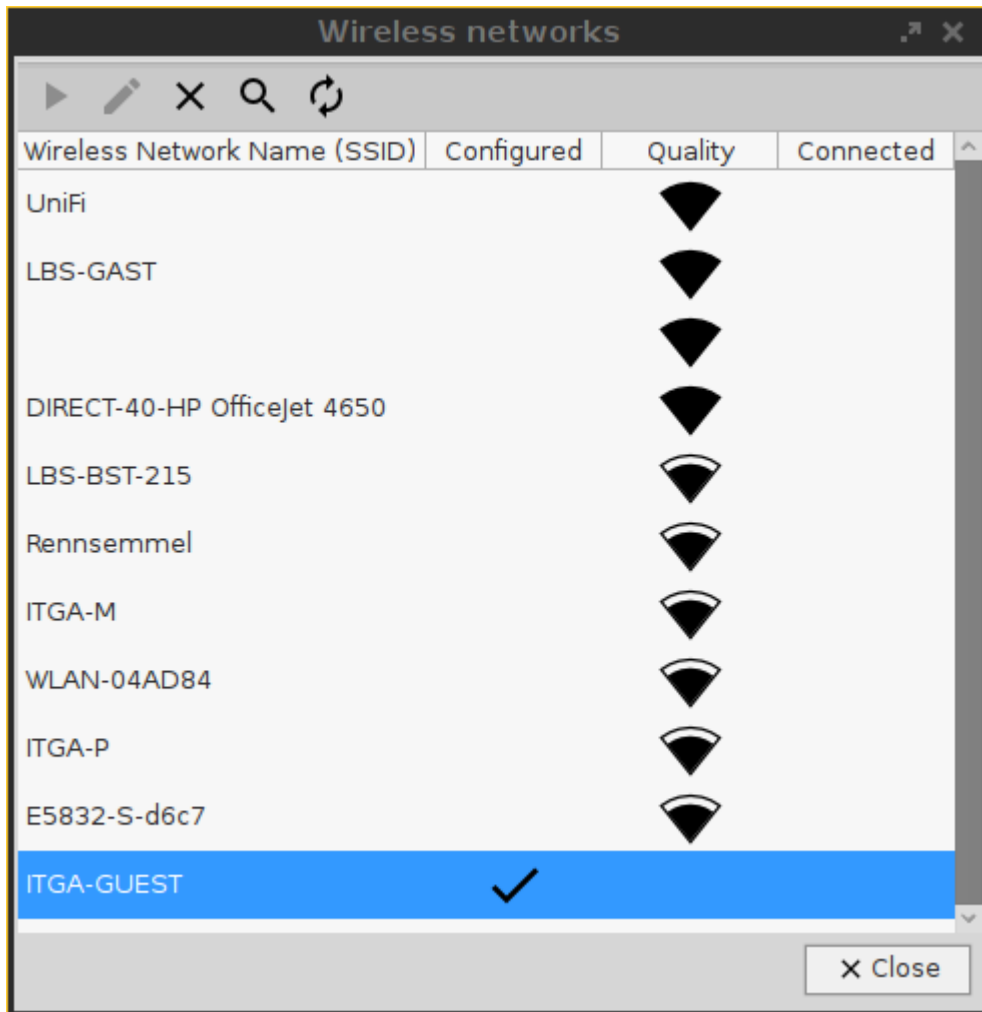 Wireless networks
Wireless Network Name (SSID) Configured Quality Connected
UniFi
LBS-GAST
DIRECT-40-HP OfficeJet 4650
LBS-BST-215
Rennsemmel
ITGA-M
WLAN-04AD84
ITGA-P
E5832-S-d6c7
ITGA-GUEST
Close